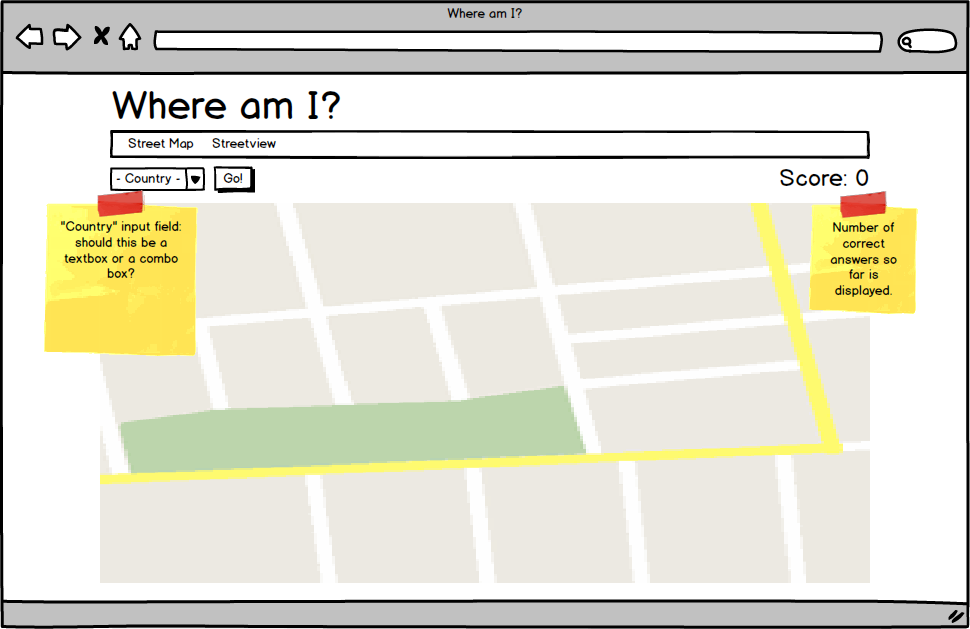 Where am I?
Where am I?
Street Map Streetview
- Country - Go! Score: 0
"Country" input field:
should this be a
textbox or a combo
box?
Number of
correct
answers so
far is
displayed.